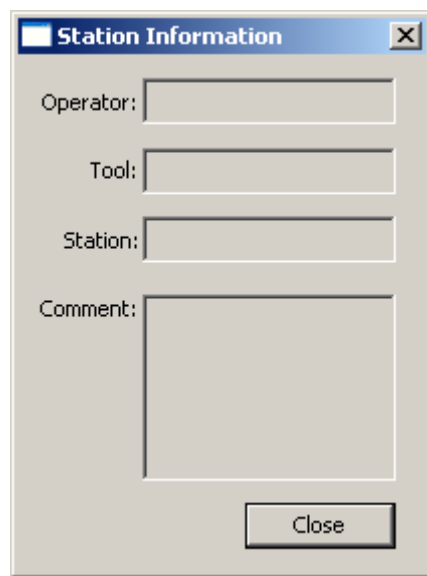 Station Information
Operator:
Tool:
Station:
Comment:
Close